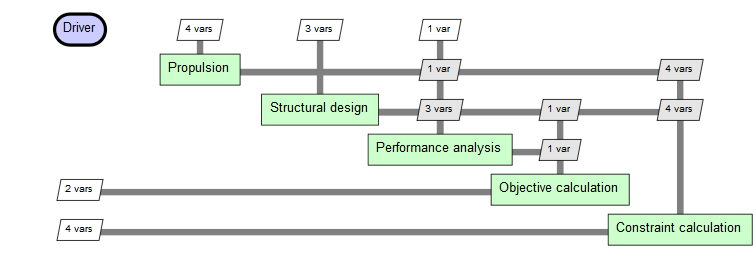 Driver
4 vars
3 vars
1 var
Propulsion
1 var
4 vars
Structural design
3 vars
1 var
4 vars
Performance analysis
1 var
2 vars
Objective calculation
4 vars
Constraint calculation